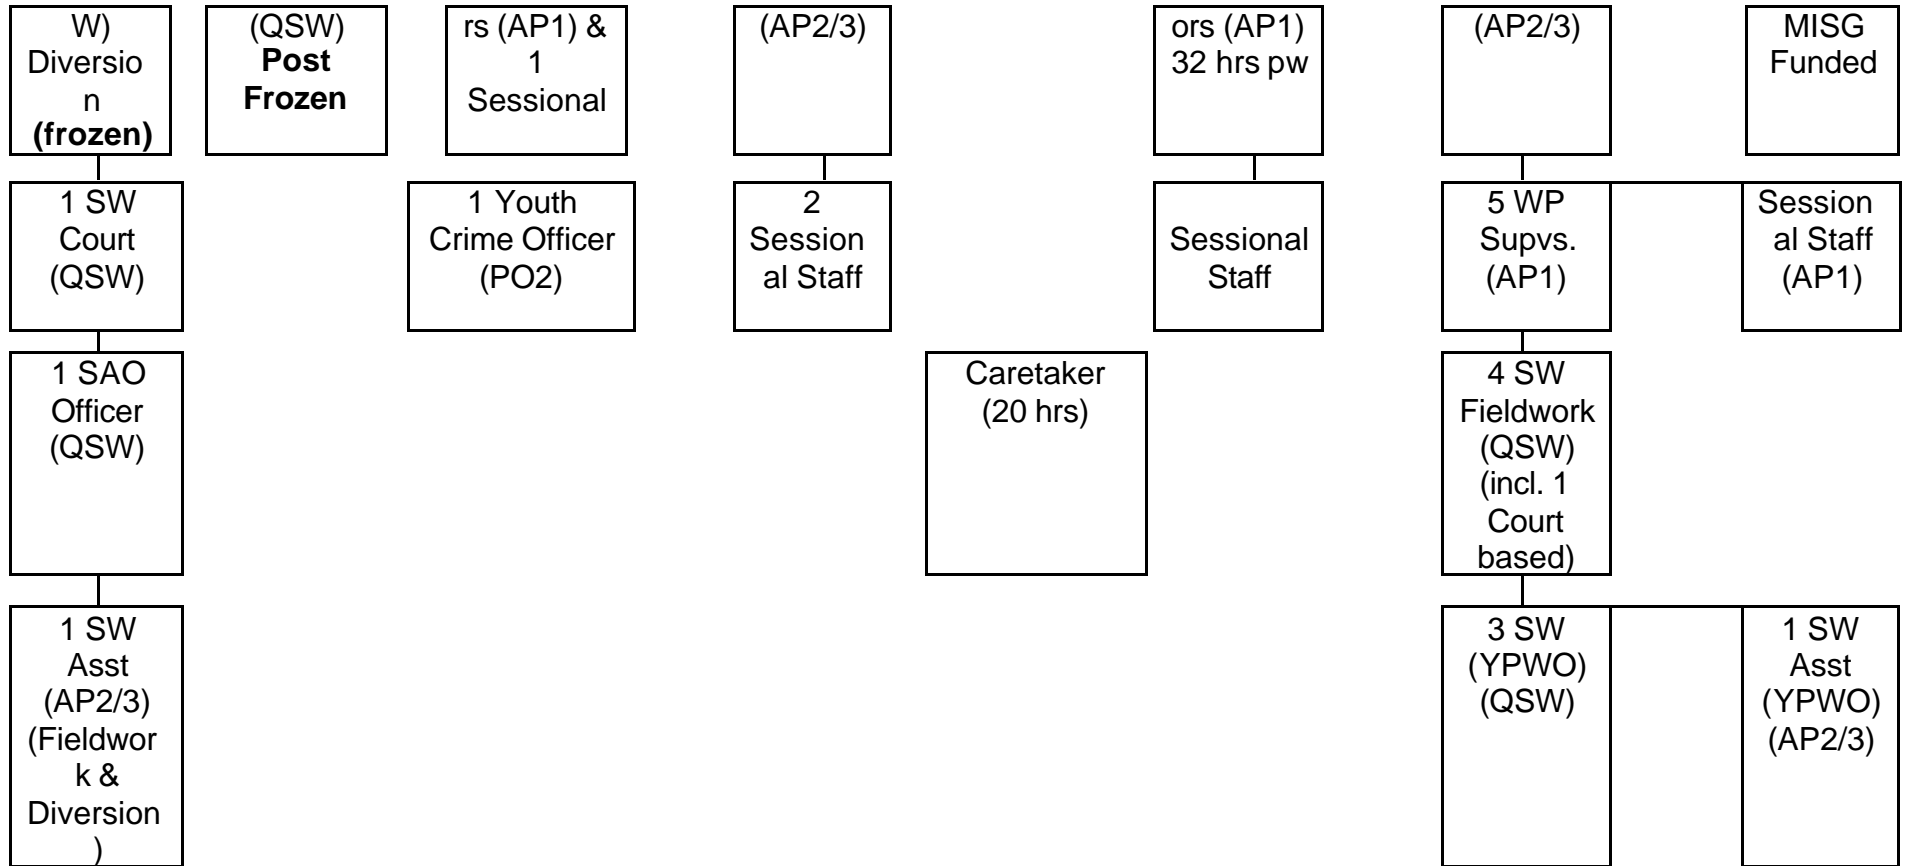 W)
Diversio
n
(frozen)
(QSW)
Post
Frozen
rs (AP1) &
1
Sessional
(AP2/3)
ors (AP1)
32 hrs pw
(AP2/3)
MISG
Funded
1 SW
Court
(QSW)
1 Youth
Crime Officer
(PO2)
2
Session
al Staff
Sessional
Staff
5 WP
Supvs.
(AP1)
Session
al Staff
(AP1)
1 SAO
Officer
(QSW)
Caretaker
(20 hrs)
4 SW
Fieldwork
(QSW)
(incl. 1
Court
based)
1 SW
Asst
(AP2/3)
(Fieldwor
k &
Diversion
)
3 SW
(YPWO)
(QSW)
1 SW
Asst
(YPWO)
(AP2/3)